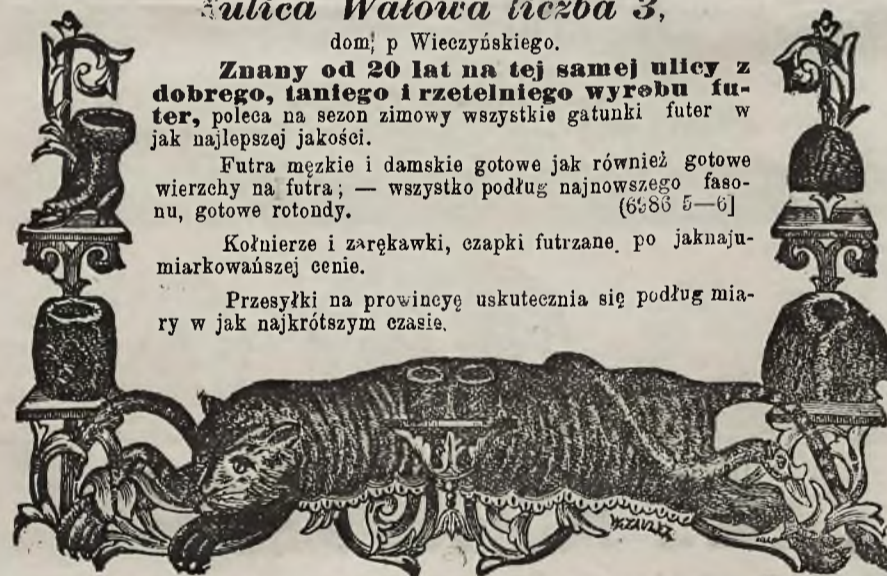 ulica Wałowa liczba 3,
dom; p Wieczyńskiego.
Znany od 20 lat na tej samej ulicy z
dobrego, taniego i rzetelniego wyrobu fu-
ter, poleca na sezon zimowy wszystkie gatunki futer w
jak najlepszej jakości.
Futra męzkie i damskie gotowe jak również gotowe
wierzchy na futra; — wszystko podług najnowszego faso-
nu, gotowe rotondy. 5—6]
Kołnierze i zarękawki, czapki futrzane. po jaknaju-
miarkowańszej cenie.
Przesyłki na prowincyę uskutecznia się podług mia-
ry w jak najkrótszym czasie.